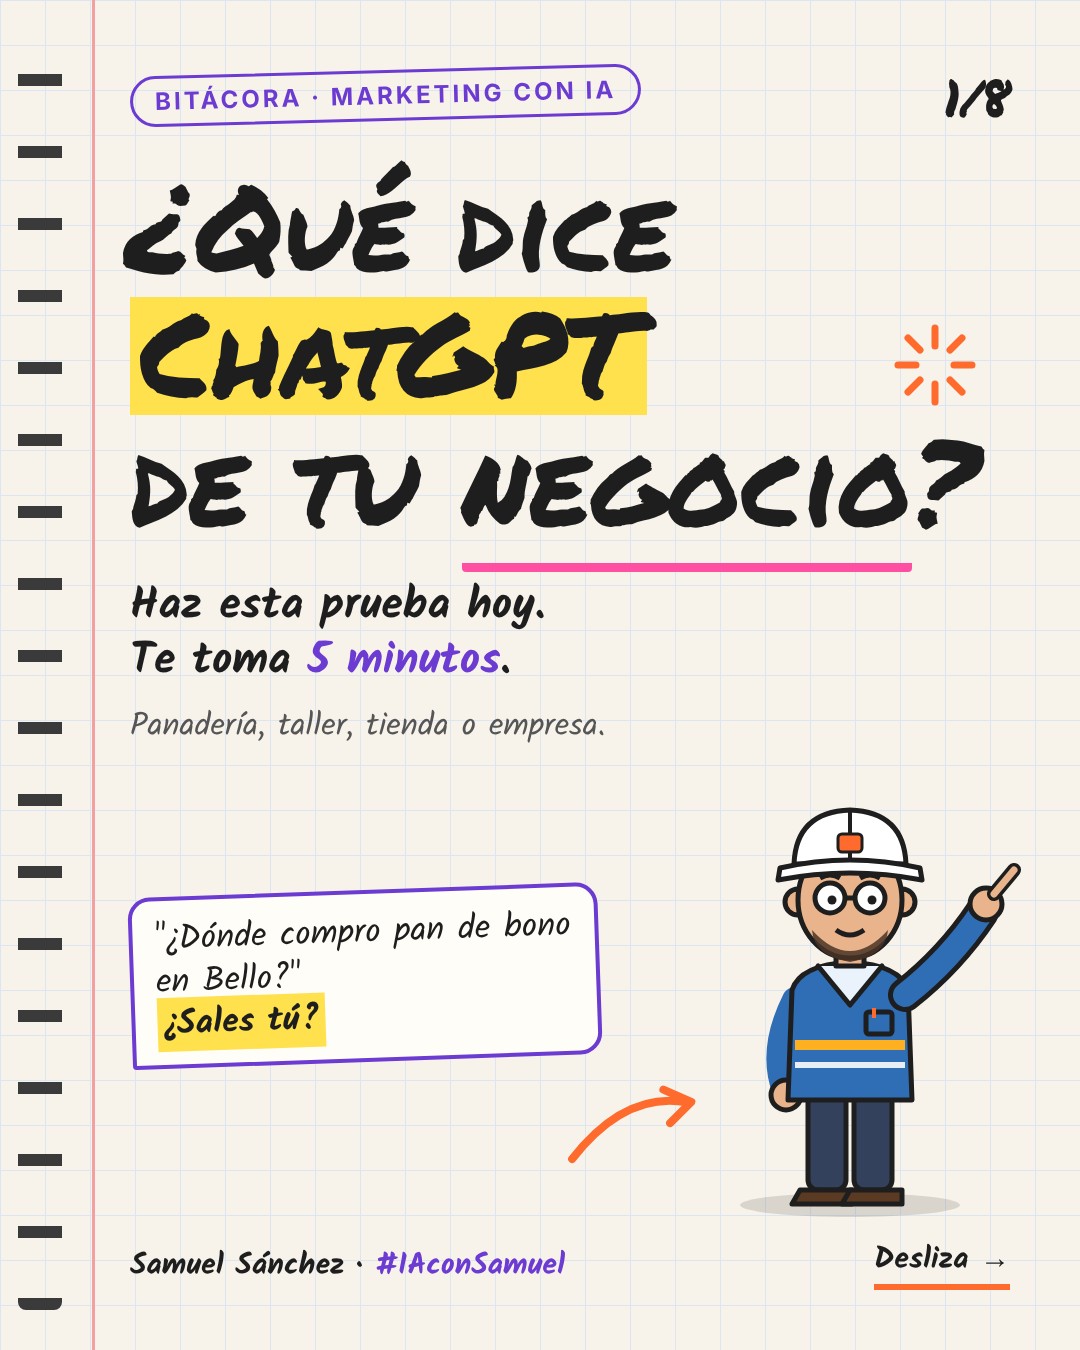 BITÁCORA · MARKETING CON IA
1/8
¿QUÉ DICE
CHATGPT
DE TU NEGOCIO?
Haz esta prueba hoy.
Te toma 5 minutos.
Panadería, taller, tienda o empresa.
"¿Dónde compro pan de bono
en Bello?"
¿Sales tú?
Samuel Sánchez · #IAconSamuel
Desliza →